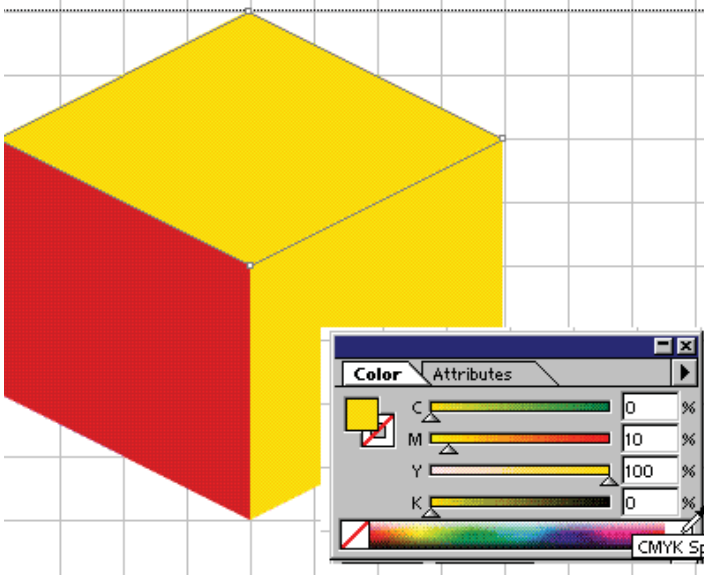 Color Attributes
C 0 %
M 10 %
Y 100 %
K 0 %
CMYK Sp